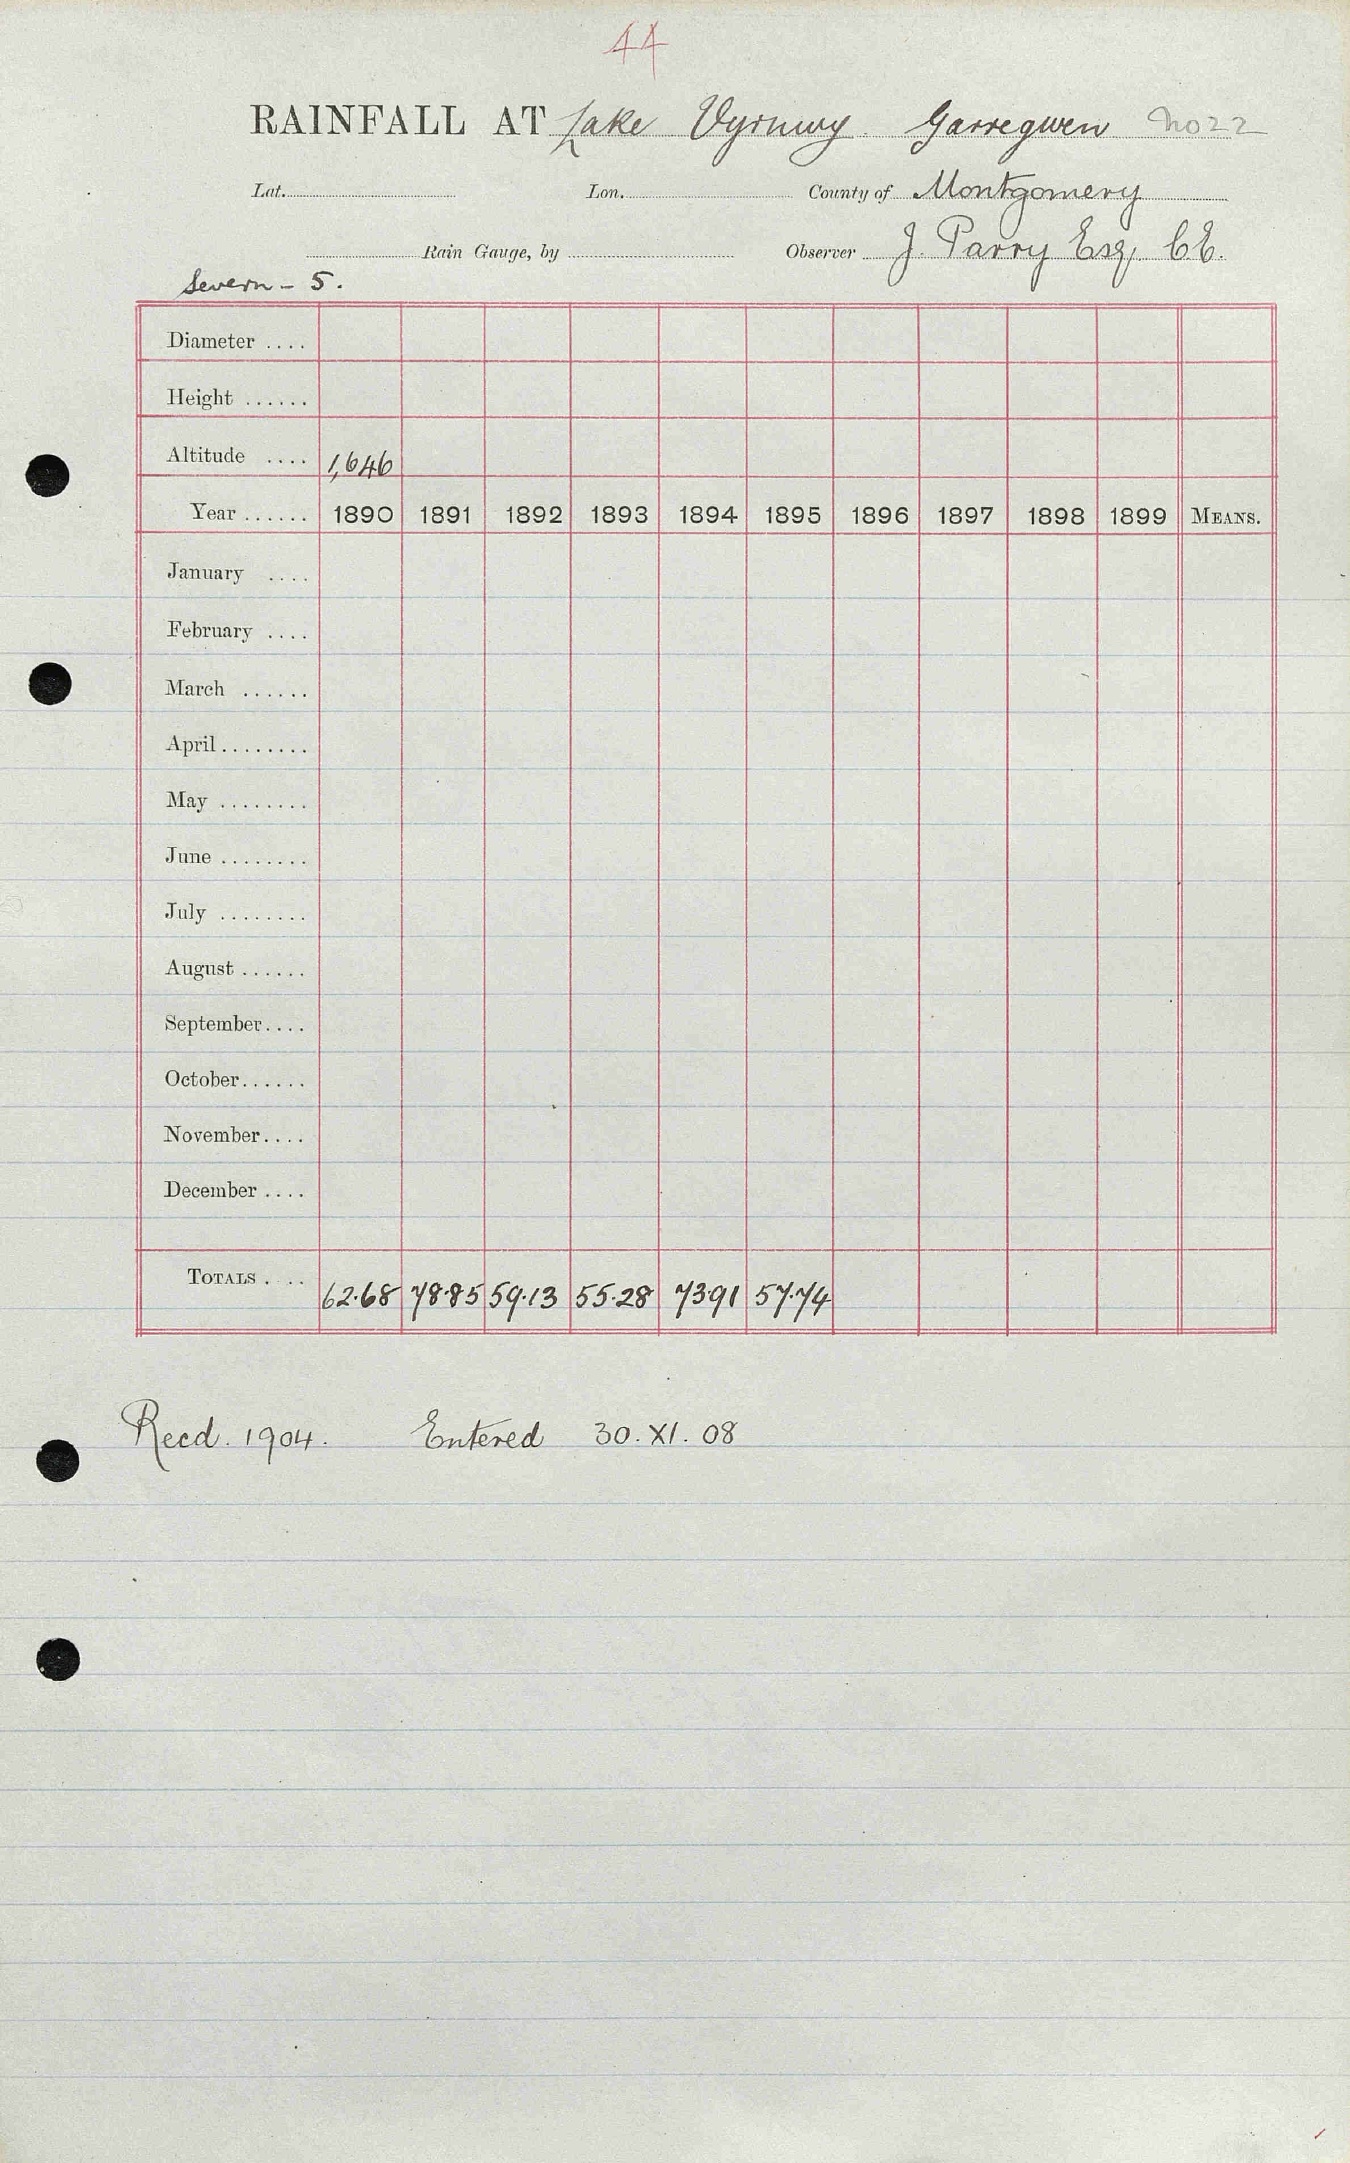 44
RAINFALL AT Lake Vyrnwy Garregwen No 22
Lat. Lon. County of Montgomery
Rain Gauge, by Observer J. Parry Esq, CE.
Severn - 5.
Diameter ....
Height ......
Altitude .... 1,646
Year ...... 1890 1891 1892 1893 1894 1895 1896 1897 1898 1899 MEANS.
January ....
February ....
March ......
April ........
May ........
June ........
July ........
August ......
September ....
October ......
November ....
December ....
TOTALS .... 62.68 78.85 59.13 55.28 73.91 57.74
Recd. 1904. Entered 30. XI. 08